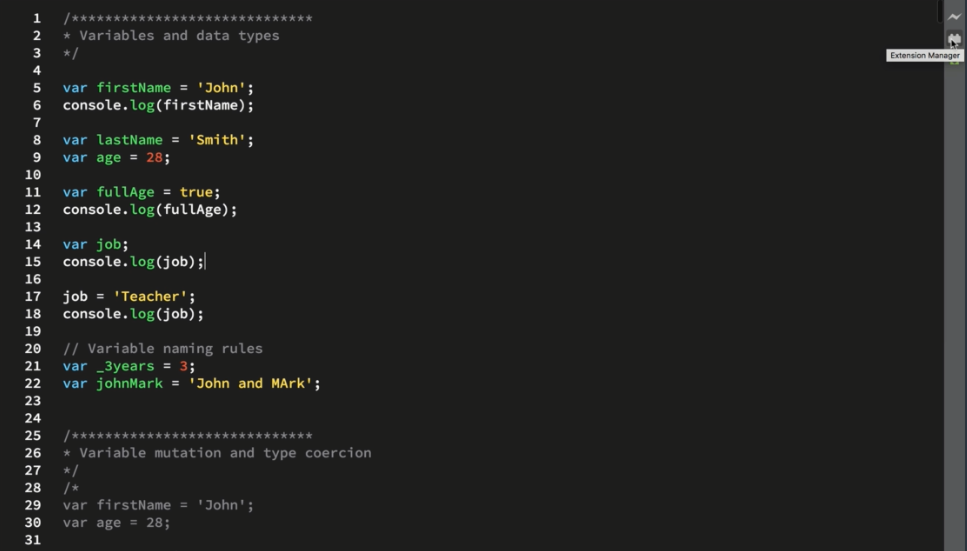 1 /*****************************
2 * Variables and data types
3 */
4
5 var firstName = 'John';
6 console.log(firstName);
7
8 var lastName = 'Smith';
9 var age = 28;
10
11 var fullAge = true;
12 console.log(fullAge);
13
14 var job;
15 console.log(job);
16
17 job = 'Teacher';
18 console.log(job);
19
20 // Variable naming rules
21 var _3years = 3;
22 var johnMark = 'John and MArk';
23
24
25 /*****************************
26 * Variable mutation and type coercion
27 */
28 /*
29 var firstName = 'John';
30 var age = 28;
31
Extension Manager